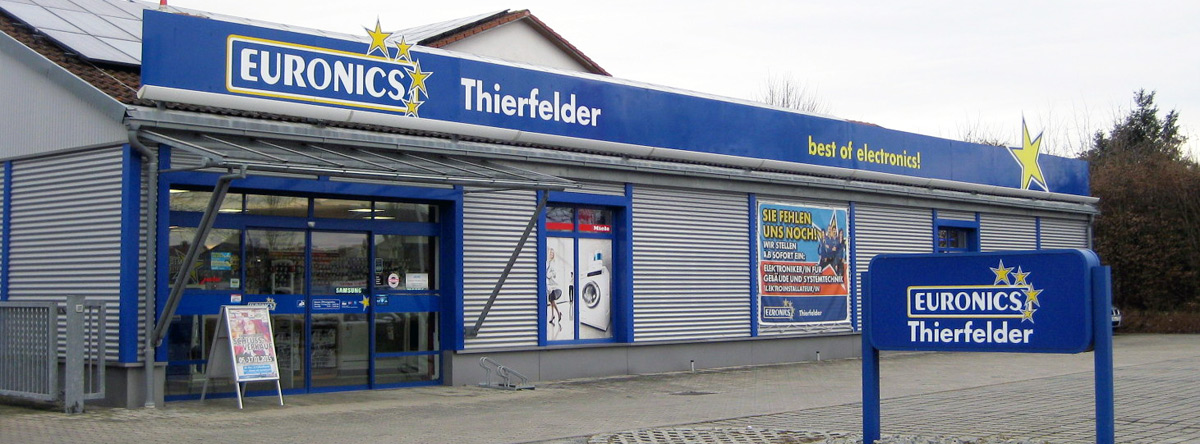 EURONICS
Thierfelder
best of electronics!
Miele
SIE FEHLEN
UNS NOCH!
WIR STELLEN
AB SOFORT EIN:
ELEKTRONIKER/IN FÜR
GEBÄUDE UND SYSTEMTECHNIK
ELEKTROINSTALLATEUR/IN
EURONICS Thierfelder
SAMSUNG
EURONICS
Thierfelder